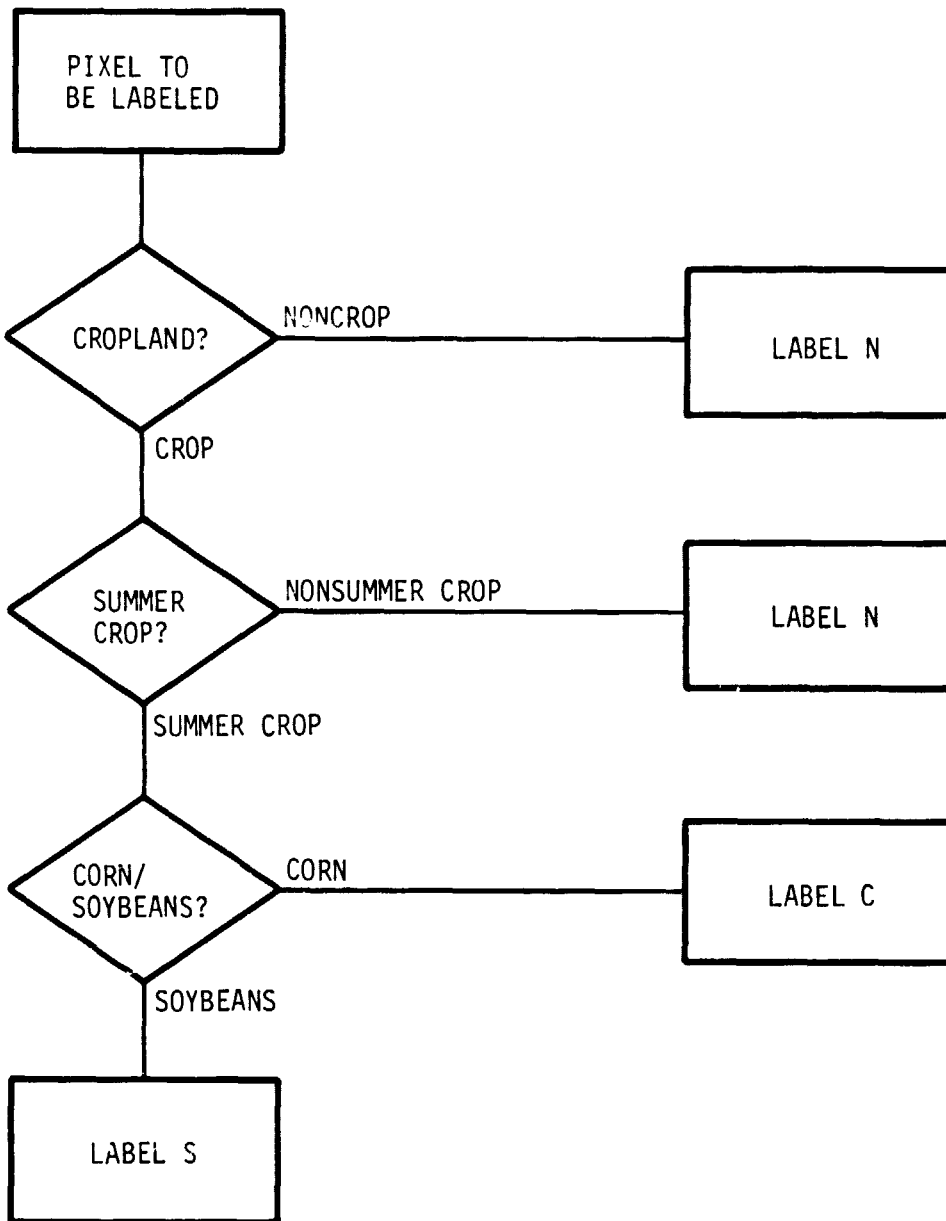 PIXEL TO
BE LABELED
CROPLAND?
NONCROP
LABEL N
CROP
SUMMER
CROP?
NONSUMMER CROP
LABEL N
SUMMER CROP
CORN/
SOYBEANS?
CORN
LABEL C
SOYBEANS
LABEL S